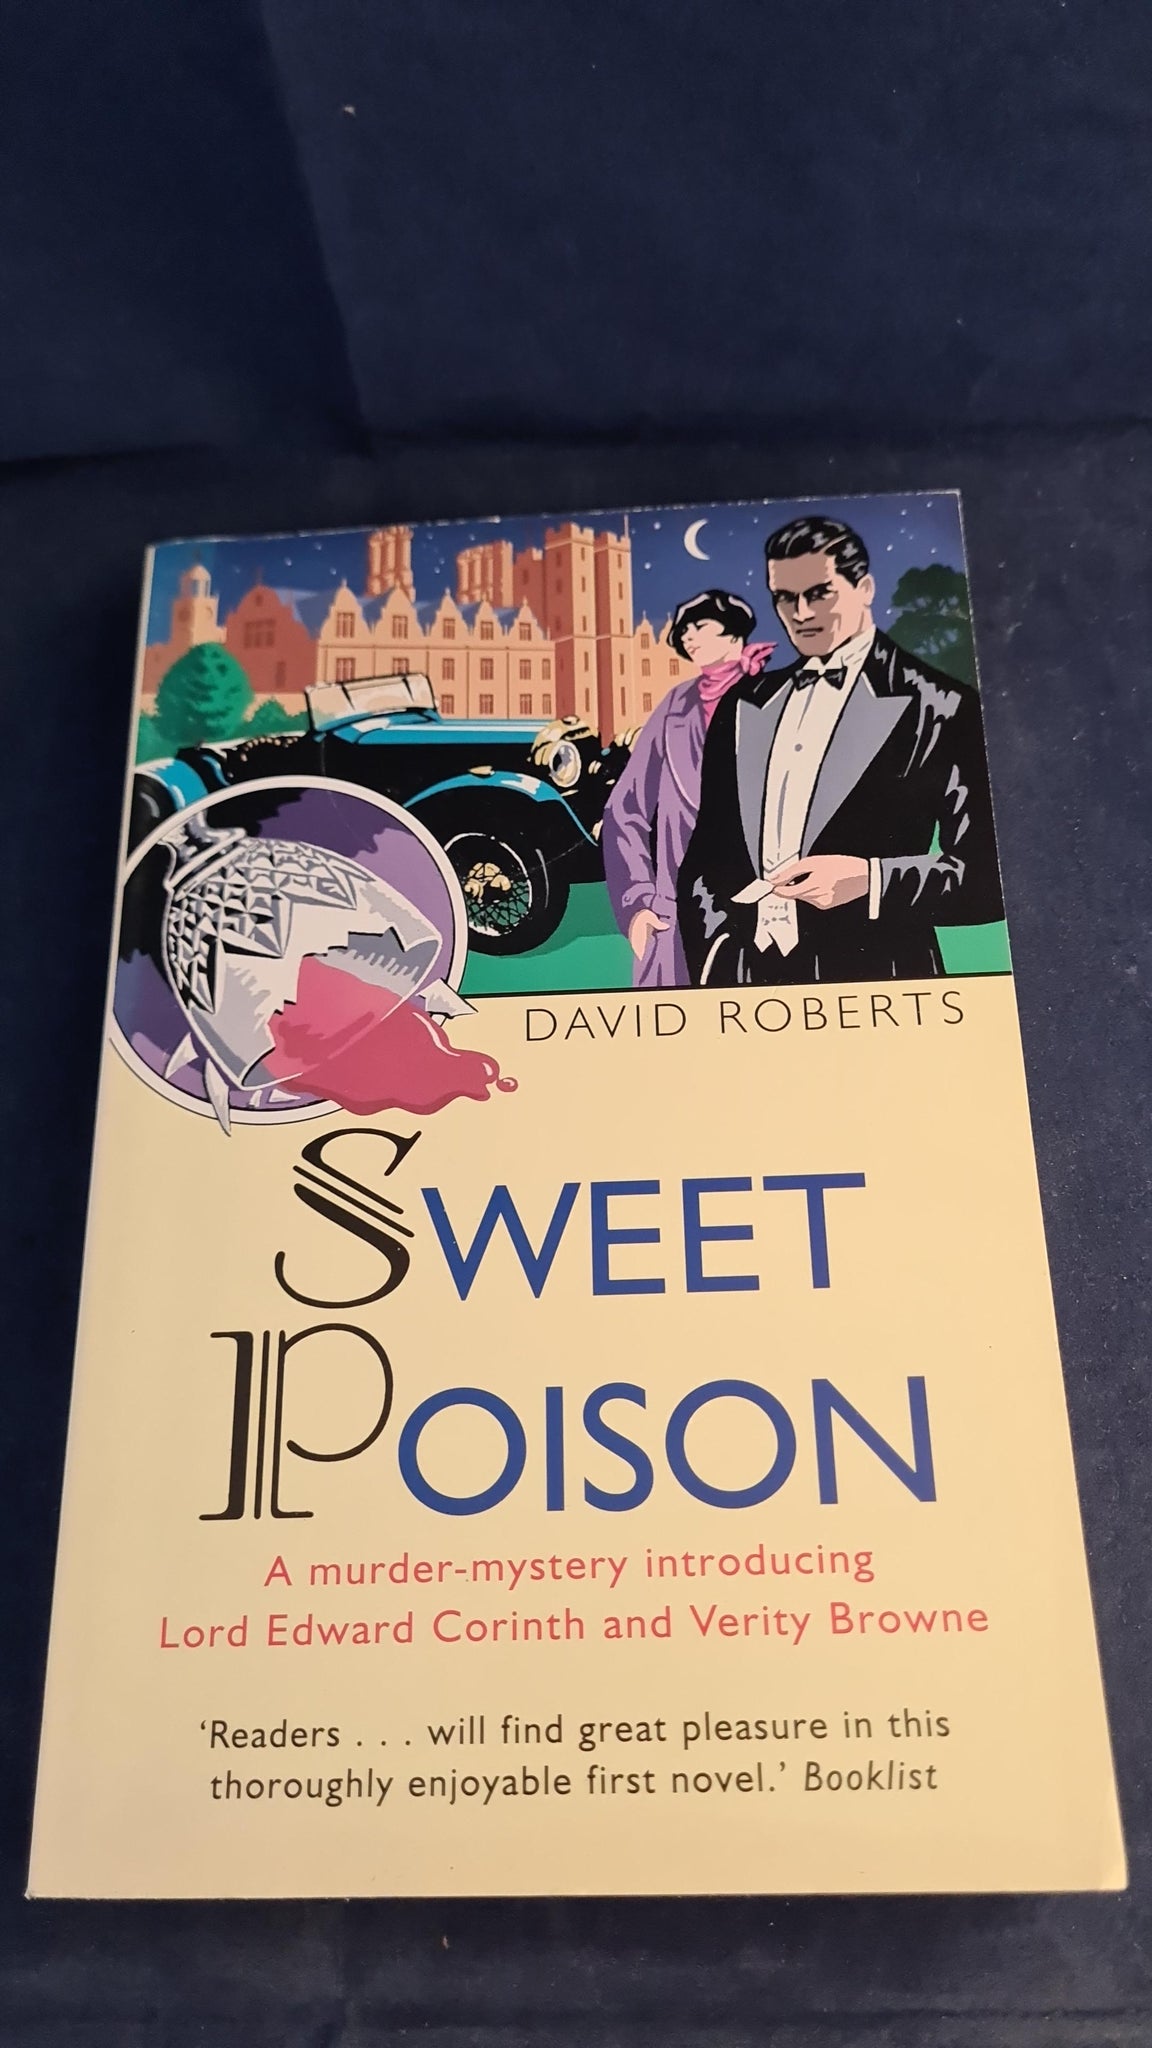 DAVID ROBERTS
SWEET
POISON
A murder-mystery introducing
Lord Edward Corinth and Verity Browne
‘Readers . . . will find great pleasure in this
thoroughly enjoyable first novel.’ Booklist